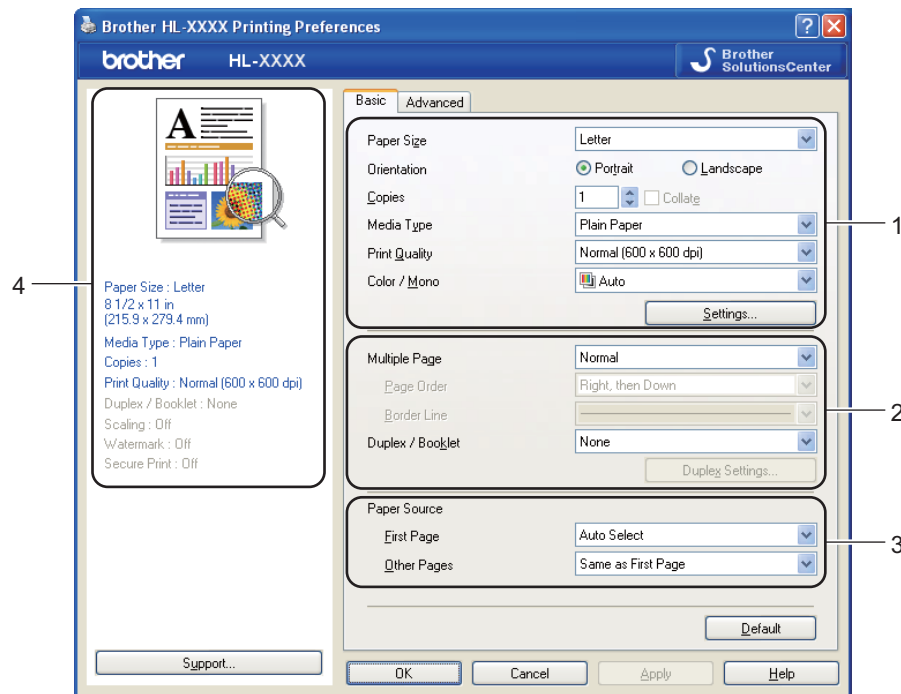 Brother HL-XXXX Printing Preferences
brother HL-XXXX
Brother
SolutionsCenter
A
Paper Size : Letter
8 1/2 x 11 in
(215.9 x 279.4 mm)
Media Type : Plain Paper
Copies : 1
Print Quality : Normal (600 x 600 dpi)
Duplex / Booklet : None
Scaling : Off
Watermark : Off
Secure Print : Off
4
Support...
Basic Advanced
Paper Size Letter
Orientation Portrait Landscape
Copies 1 Collate
Media Type Plain Paper
Print Quality Normal (600 x 600 dpi)
Color / Mono Auto
Settings...
1
Multiple Page Normal
Page Order Right, then Down
Border Line
Duplex / Booklet None
Duplex Settings...
2
Paper Source
First Page Auto Select
Other Pages Same as First Page
3
Default
OK Cancel Apply Help